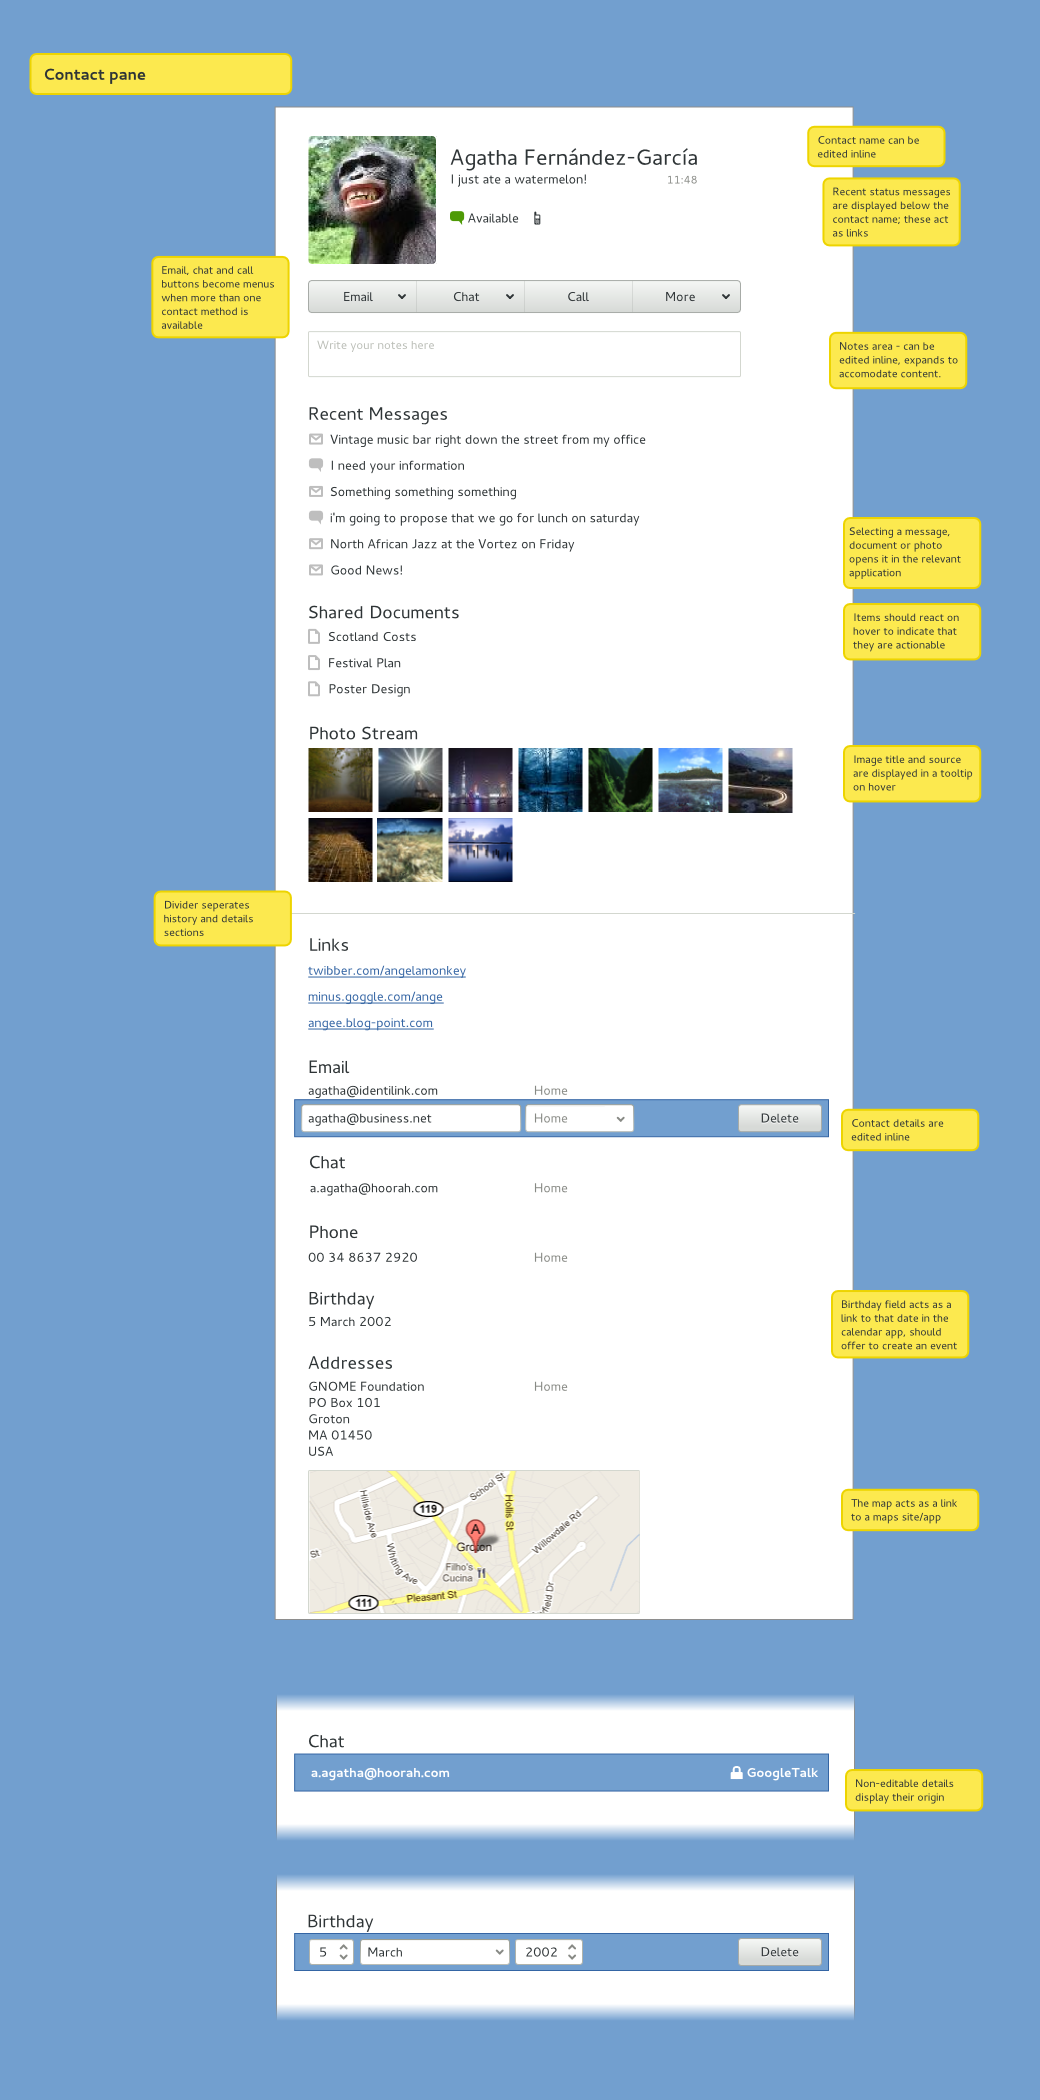 Contact pane
Agatha Fernández-García
I just ate a watermelon!
11:48
Available
Contact name can be
edited inline
Recent status messages
are displayed below the
contact name; these act
as links
Email, chat and call
buttons become menus
when more than one
contact method is
available
Email
Chat
Call
More
Write your notes here
Notes area - can be
edited inline, expands to
accomodate content.
Recent Messages
Vintage music bar right down the street from my office
I need your information
Something something something
i'm going to propose that we go for lunch on saturday
North African Jazz at the Vortez on Friday
Good News!
Selecting a message,
document or photo
opens it in the relevant
application
Shared Documents
Scotland Costs
Festival Plan
Poster Design
Items should react on
hover to indicate that
they are actionable
Photo Stream
Image title and source
are displayed in a tooltip
on hover
Divider seperates
history and details
sections
Links
twibber.com/angelamonkey
minus.goggle.com/ange
angee.blog-point.com
Email
agatha@identilink.com
Home
agatha@business.net
Home
Delete
Contact details are
edited inline
Chat
a.agatha@hoorah.com
Home
Phone
00 34 8637 2920
Home
Birthday
5 March 2002
Birthday field acts as a
link to that date in the
calendar app, should
offer to create an event
Addresses
GNOME Foundation
Home
PO Box 101
Groton
MA 01450
USA
School St
Hillside Ave
119
Hollis St
A
Groton
Willowdale Rd
St
Whiting Ave
Filho's
Cucina
Pleasant St
111
field Dr
The map acts as a link
to a maps site/app
Chat
a.agatha@hoorah.com
GoogleTalk
Non-editable details
display their origin
Birthday
5
March
2002
Delete